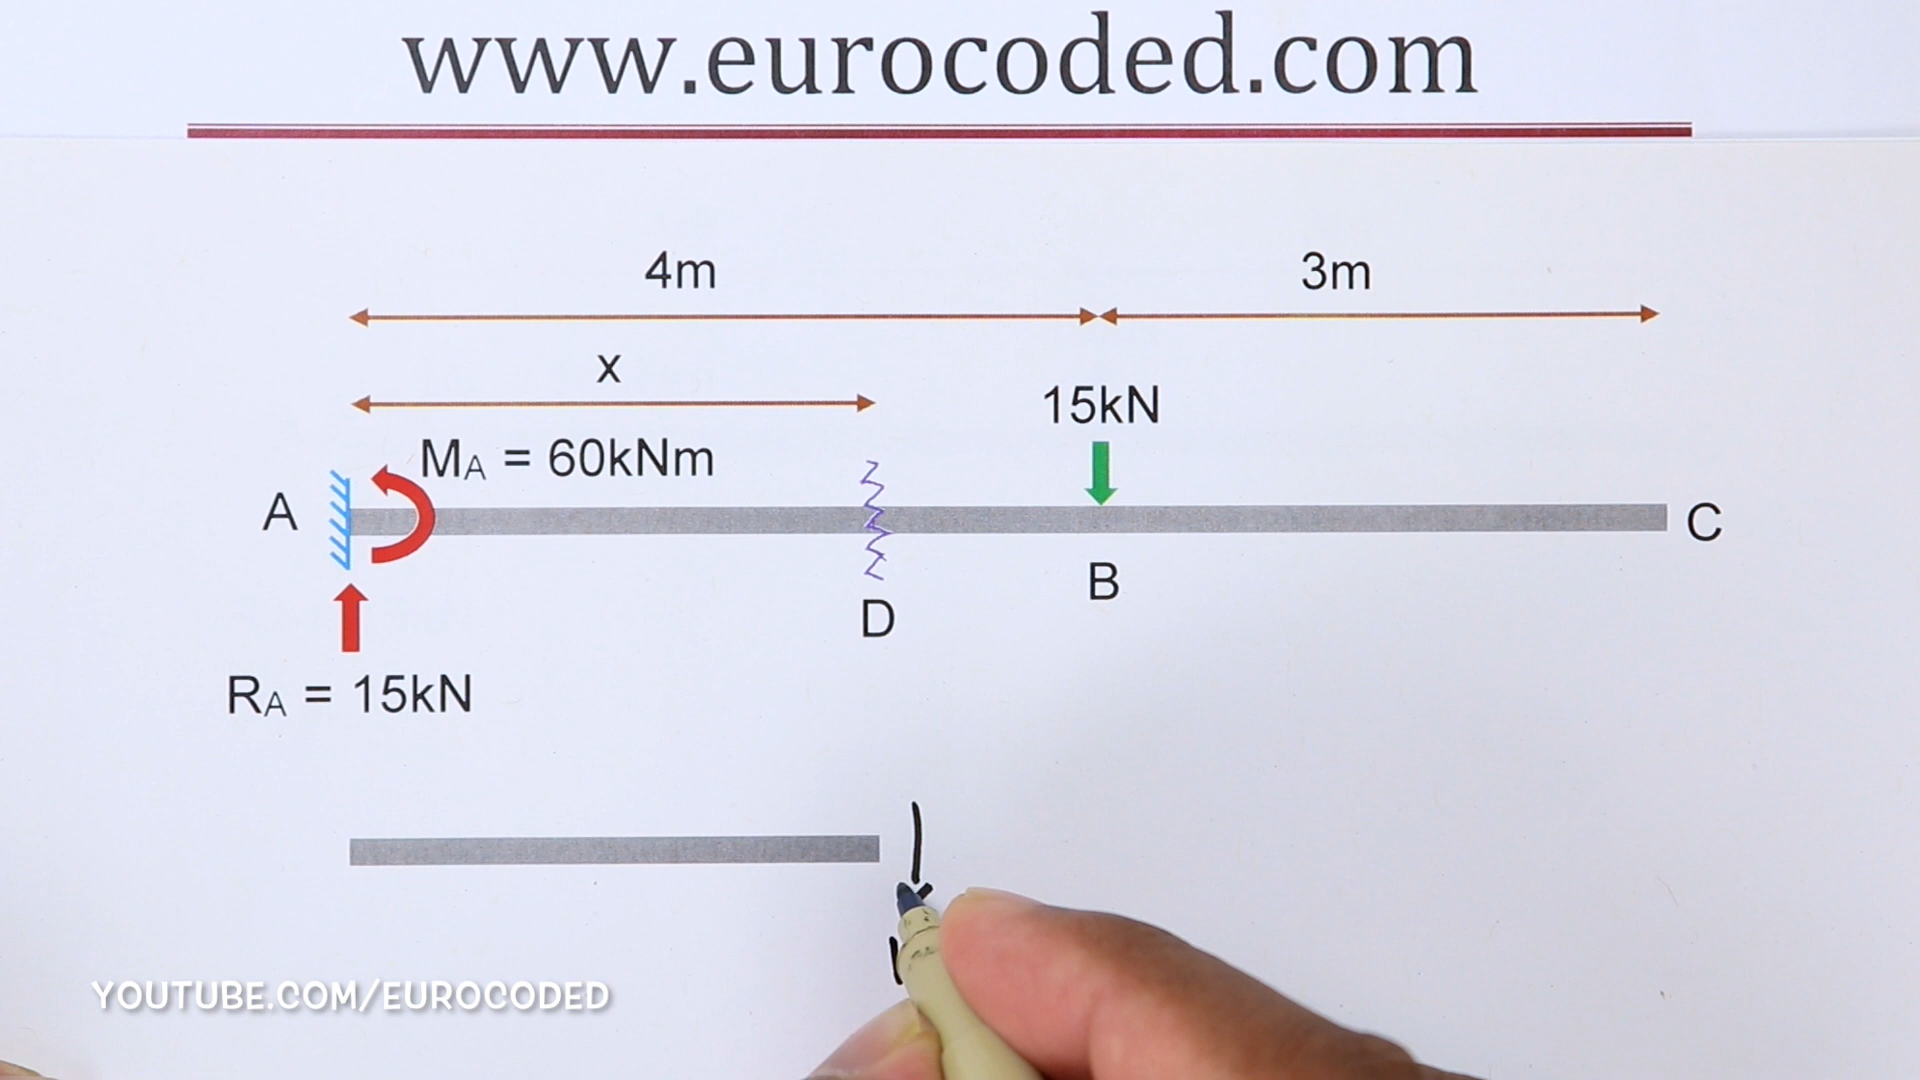 www.eurocoded.com
4m
3m
x
15kN
MA = 60kNm
A
C
B
D
RA = 15kN
YOUTUBE.COM/EUROCODED